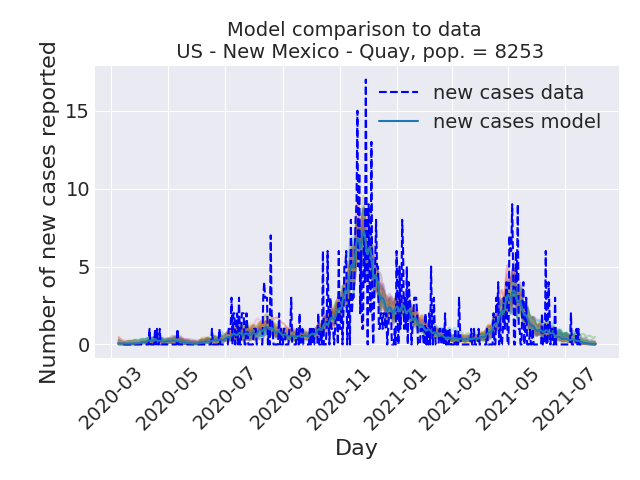 Model comparison to data
US - New Mexico - Quay, pop. = 8253
Number of new cases reported
15
10
5
0
new cases data
new cases model
2020-03
2020-05
2020-07
2020-09
2020-11
2021-01
2021-03
2021-05
2021-07
Day